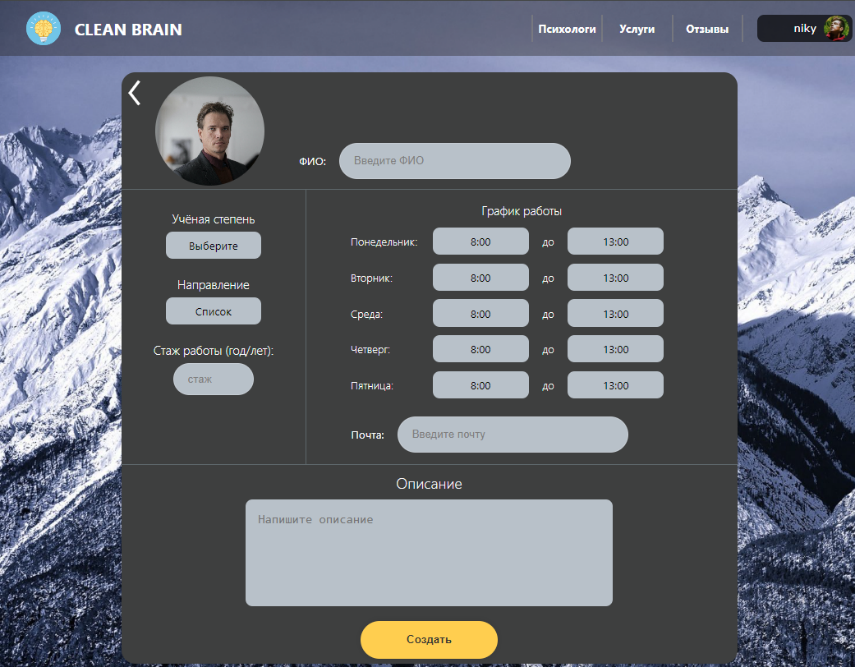 CLEAN BRAIN
Психологи
Услуги
Отзывы
niky
ФИО: Введите ФИО
Учёная степень
Выберите
Направление
Список
Стаж работы (год/лет):
стаж
График работы
Понедельник: 8:00 до 13:00
Вторник: 8:00 до 13:00
Среда: 8:00 до 13:00
Четверг: 8:00 до 13:00
Пятница: 8:00 до 13:00
Почта: Введите почту
Описание
Напишите описание
Создать